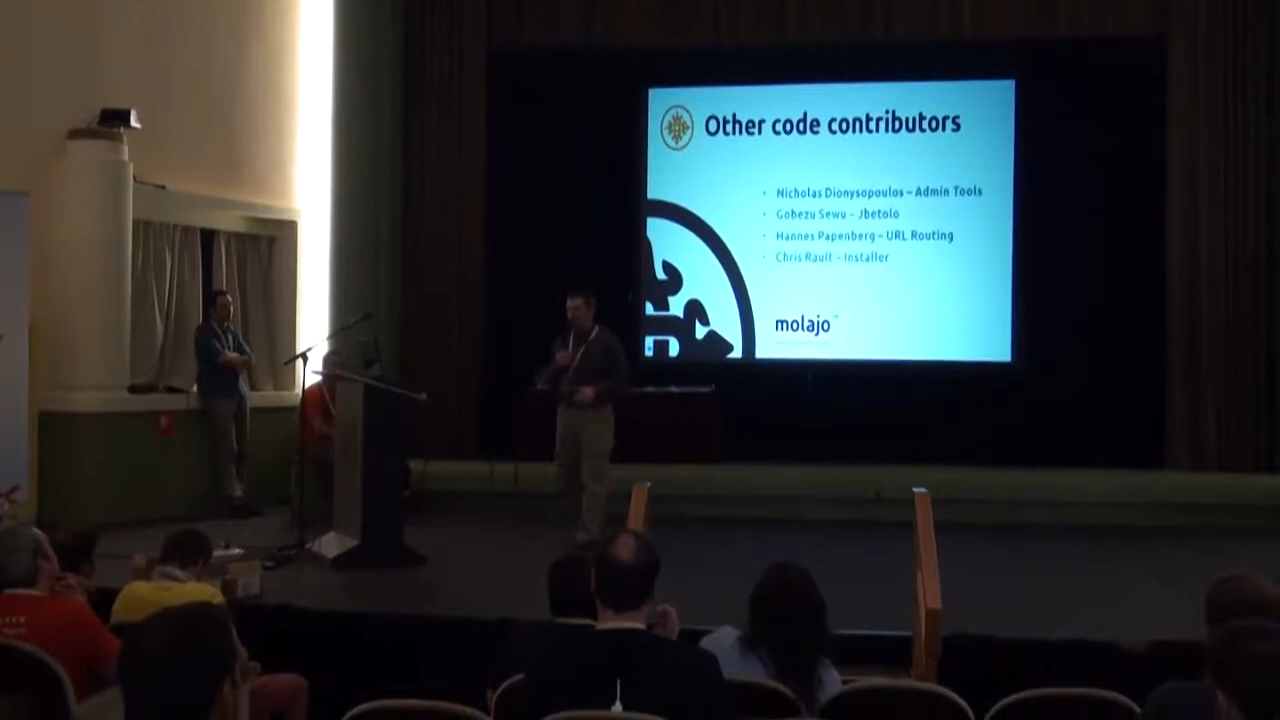 Other code contributors
Nicholas Dionysopoulos – Admin Tools
Gobezu Sewu – Jbetolo
Hannes Papenberg – URL Routing
Chris Rault – Installer
molajo